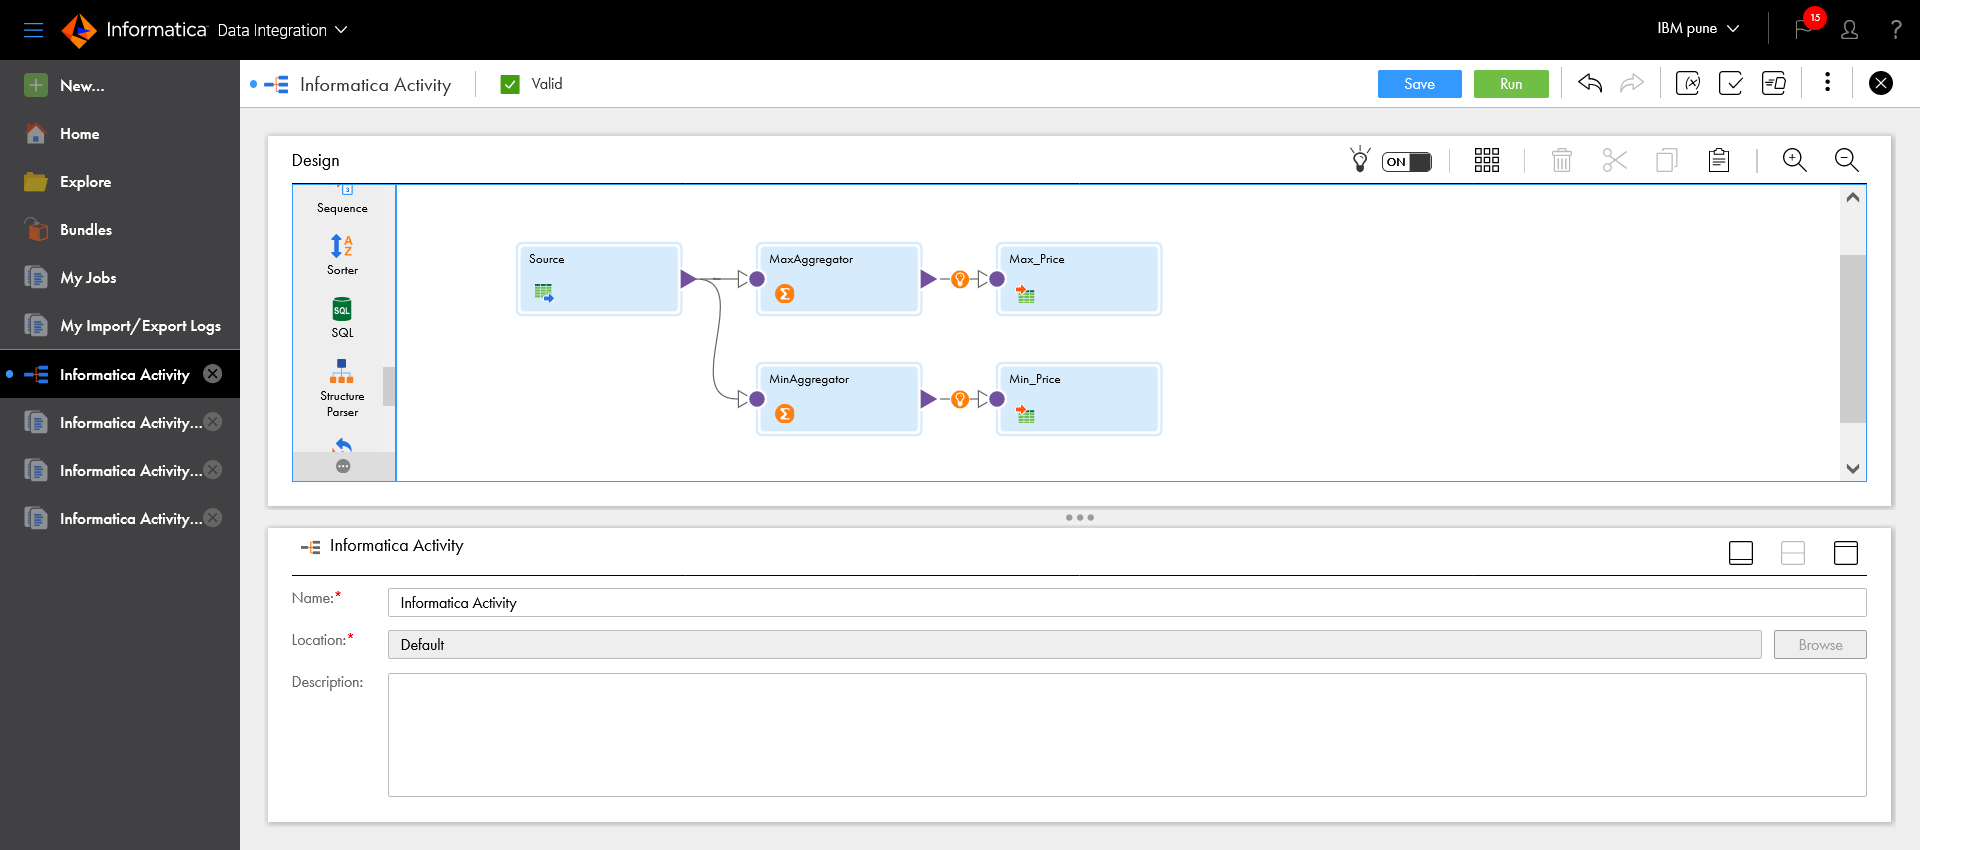 Informatica Data Integration
IBM pune
15
?
New...
Home
Explore
Bundles
My Jobs
My Import/Export Logs
Informatica Activity
Informatica Activity...
Informatica Activity...
Informatica Activity...
Informatica Activity
Valid
Save
Run
Design
ON
3
Sequence
A
Z
Sorter
SQL
SQL
Structure
Parser
Source
MaxAggregator
Σ
Max_Price
MinAggregator
Σ
Min_Price
Informatica Activity
Name:*
Informatica Activity
Location:*
Default
Browse
Description: